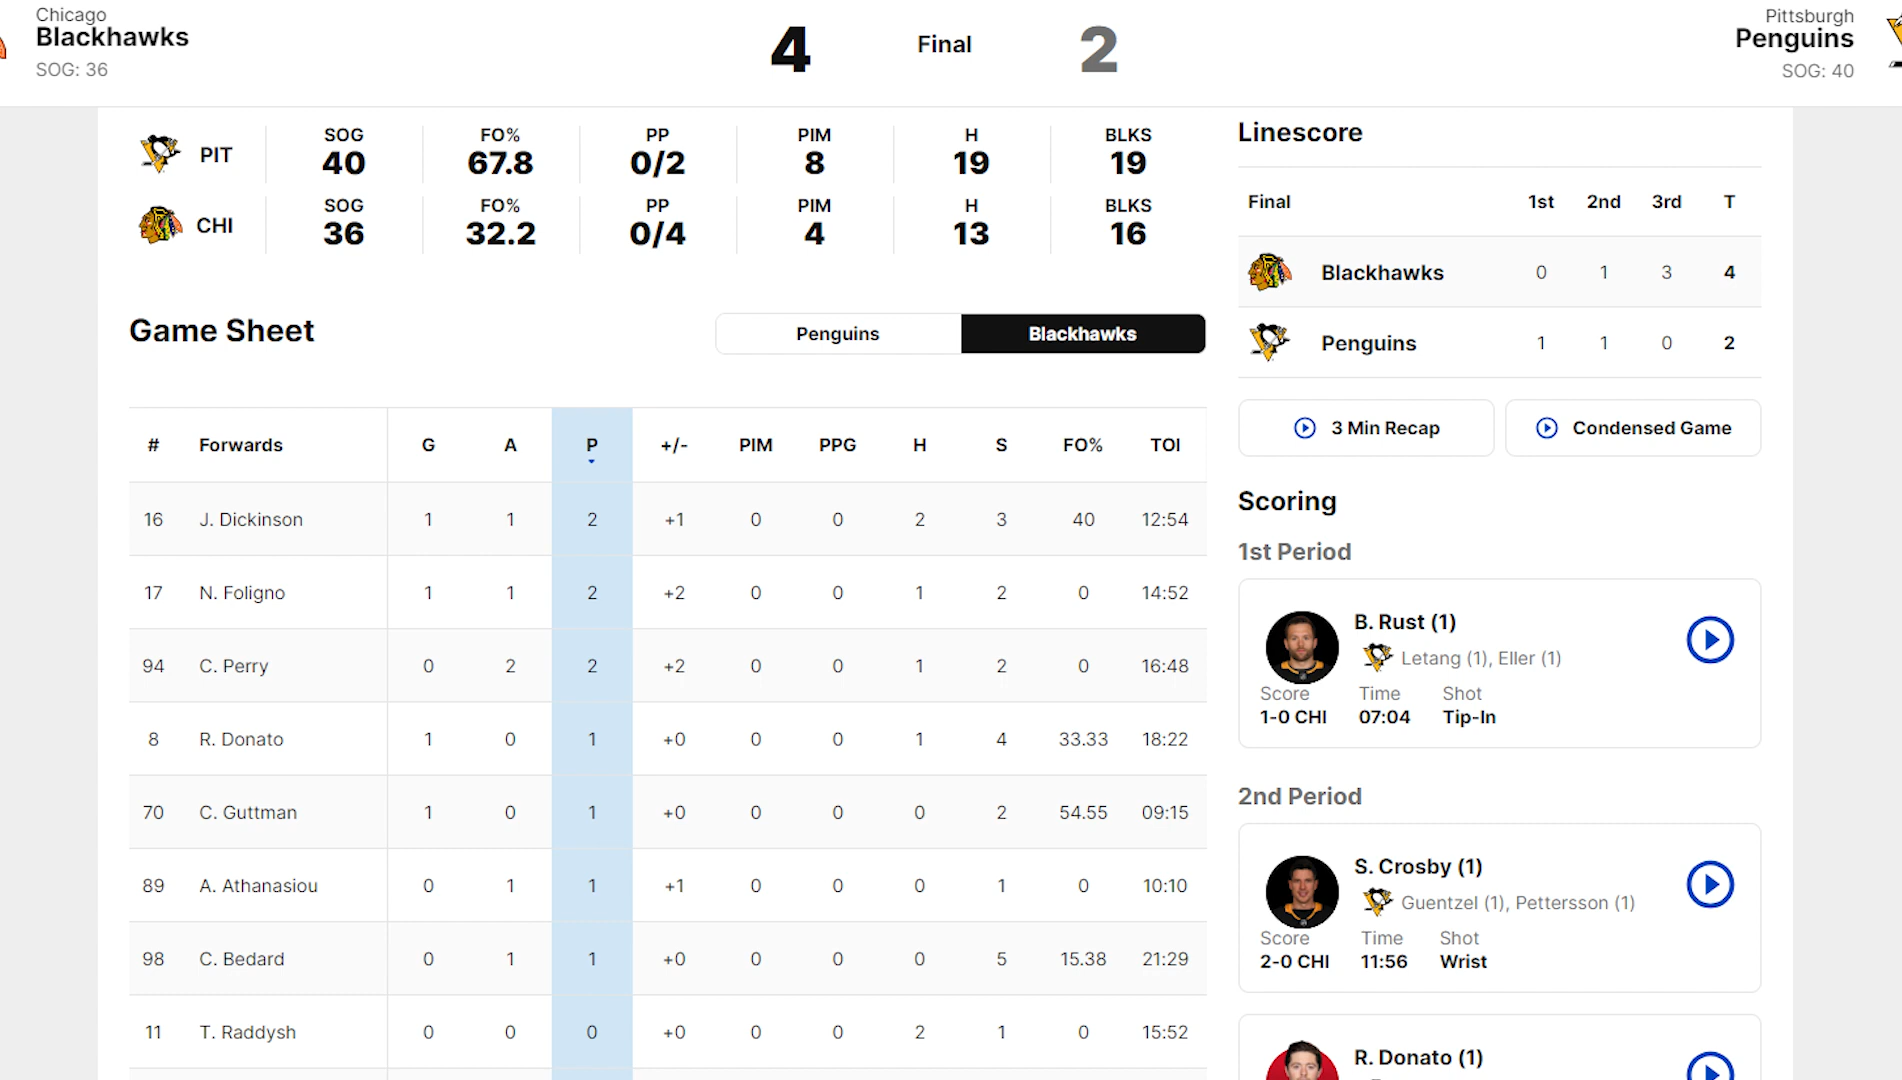 Chicago
Blackhawks
SOG: 36
4
Final
2
Pittsburgh
Penguins
SOG: 40
PIT
SOG FO% PP PIM H BLKS
40 67.8 0/2 8 19 19
CHI
SOG FO% PP PIM H BLKS
36 32.2 0/4 4 13 16
Game Sheet
Penguins Blackhawks
# Forwards G A P +/- PIM PPG H S FO% TOI
16 J. Dickinson 1 1 2 +1 0 0 2 3 40 12:54
17 N. Foligno 1 1 2 +2 0 0 1 2 0 14:52
94 C. Perry 0 2 2 +2 0 0 1 2 0 16:48
8 R. Donato 1 0 1 +0 0 0 1 4 33.33 18:22
70 C. Guttman 1 0 1 +0 0 0 0 2 54.55 09:15
89 A. Athanasiou 0 1 1 +1 0 0 0 1 0 10:10
98 C. Bedard 0 1 1 +0 0 0 0 5 15.38 21:29
11 T. Raddysh 0 0 0 +0 0 0 2 1 0 15:52
Linescore
Final 1st 2nd 3rd T
Blackhawks 0 1 3 4
Penguins 1 1 0 2
3 Min Recap Condensed Game
Scoring
1st Period
B. Rust (1)
Letang (1), Eller (1)
Score Time Shot
1-0 CHI 07:04 Tip-In
2nd Period
S. Crosby (1)
Guentzel (1), Pettersson (1)
Score Time Shot
2-0 CHI 11:56 Wrist
R. Donato (1)